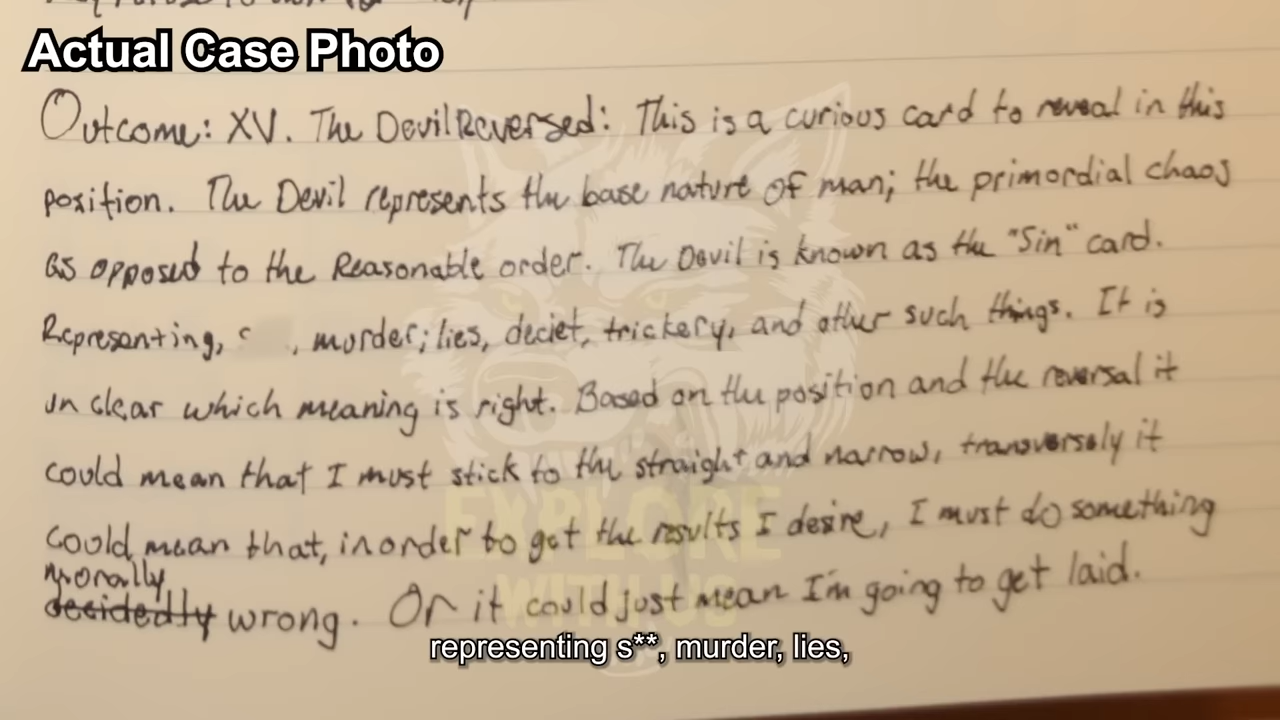 Actual Case Photo
Outcome: XV. The Devil Reversed: This is a curious card to reveal in this
position. The Devil represents the base nature of man; the primordial chaos
as opposed to the Reasonable order. The Devil is known as the "Sin" card.
Representing, s , murder; lies, deciet, trickery, and other such things. It is
unclear which meaning is right. Based on the position and the reversal it
could mean that I must stick to the straight and narrow, transversely it
could mean that, in order to get the results I desire, I must do something
morally
decidedly wrong. Or it could just mean I'm going to get laid.
EXPLORE
WITH US
representing s**, murder, lies,